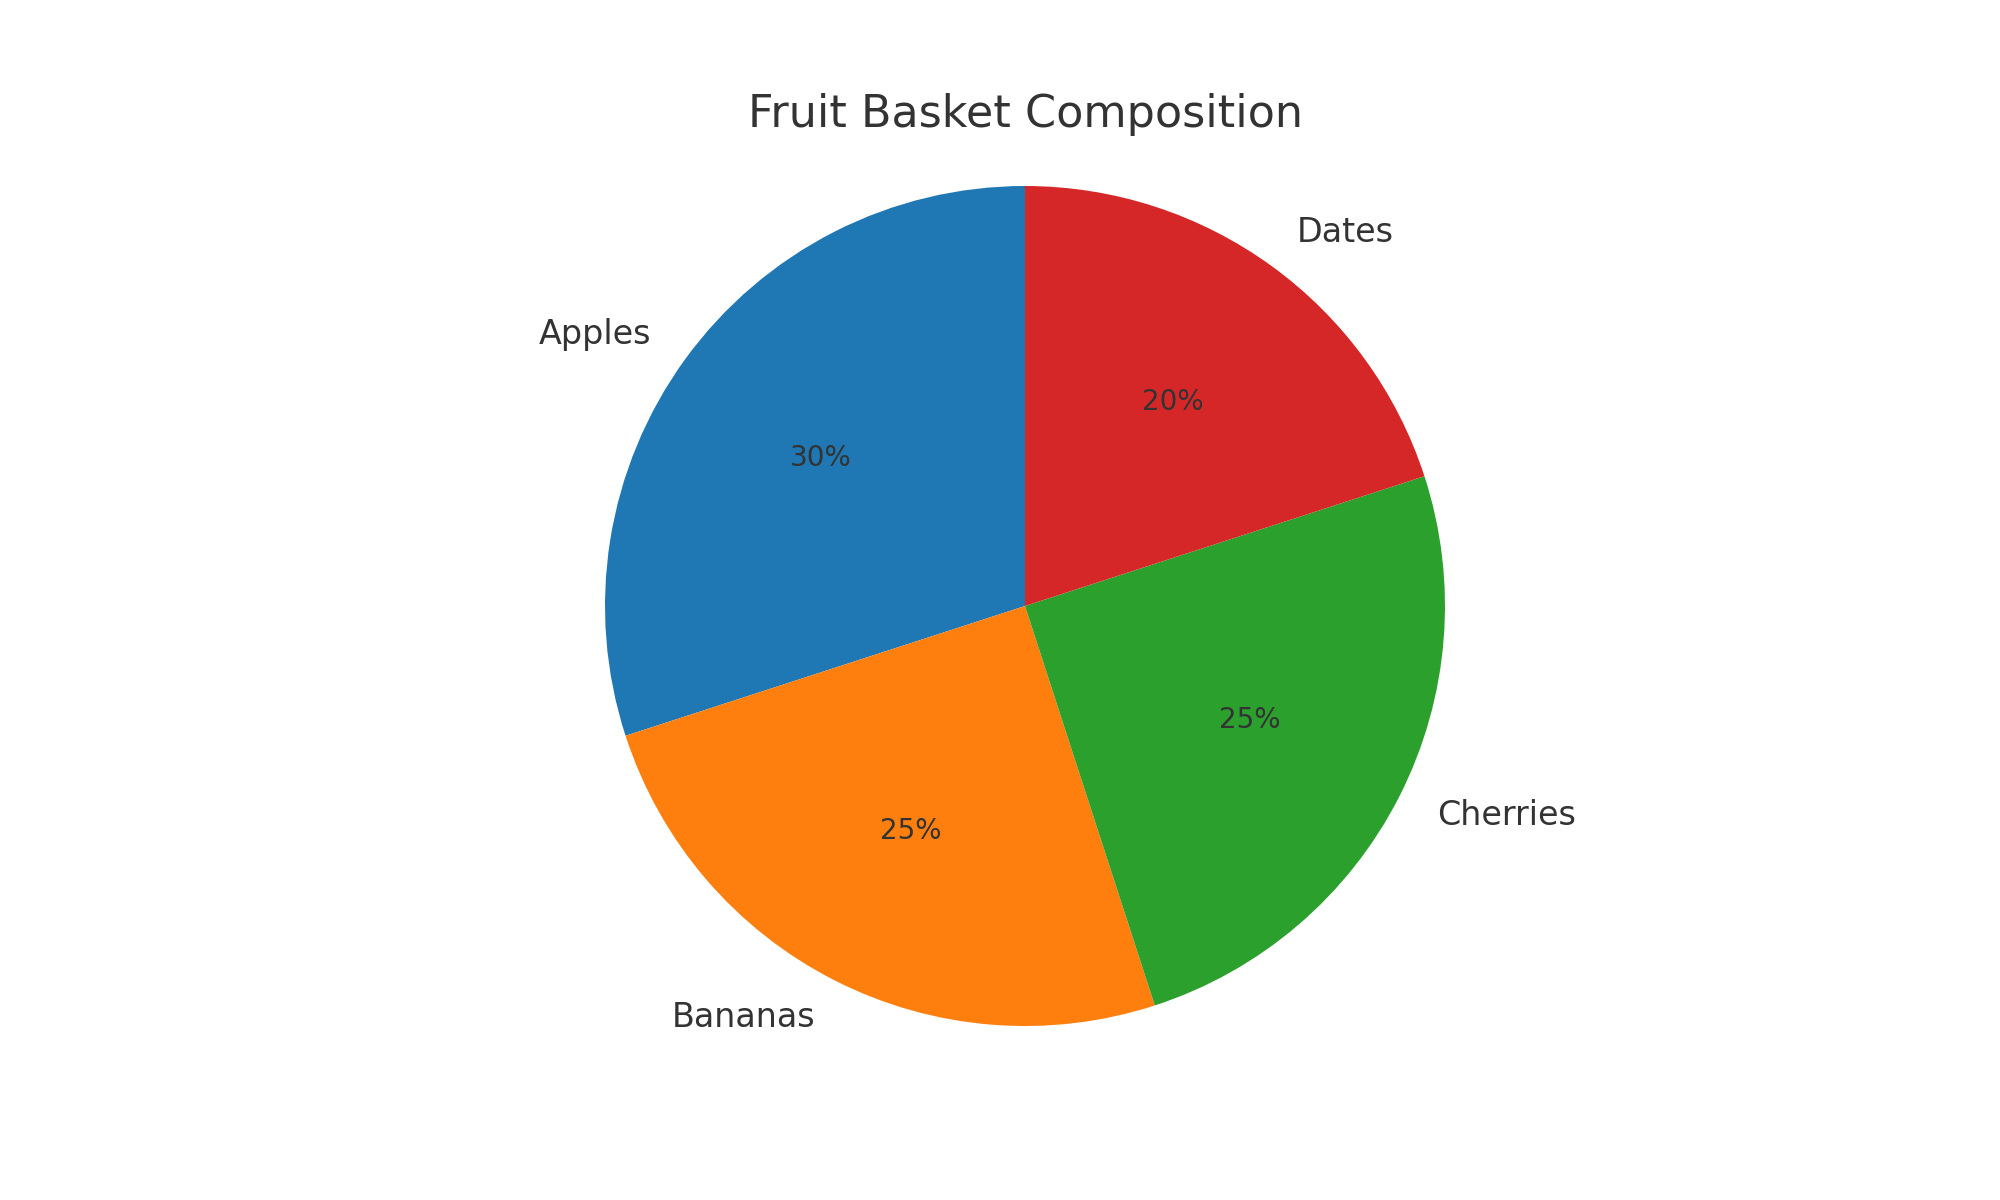 Fruit Basket Composition
Dates
Apples
20%
30%
25%
Cherries
25%
Bananas